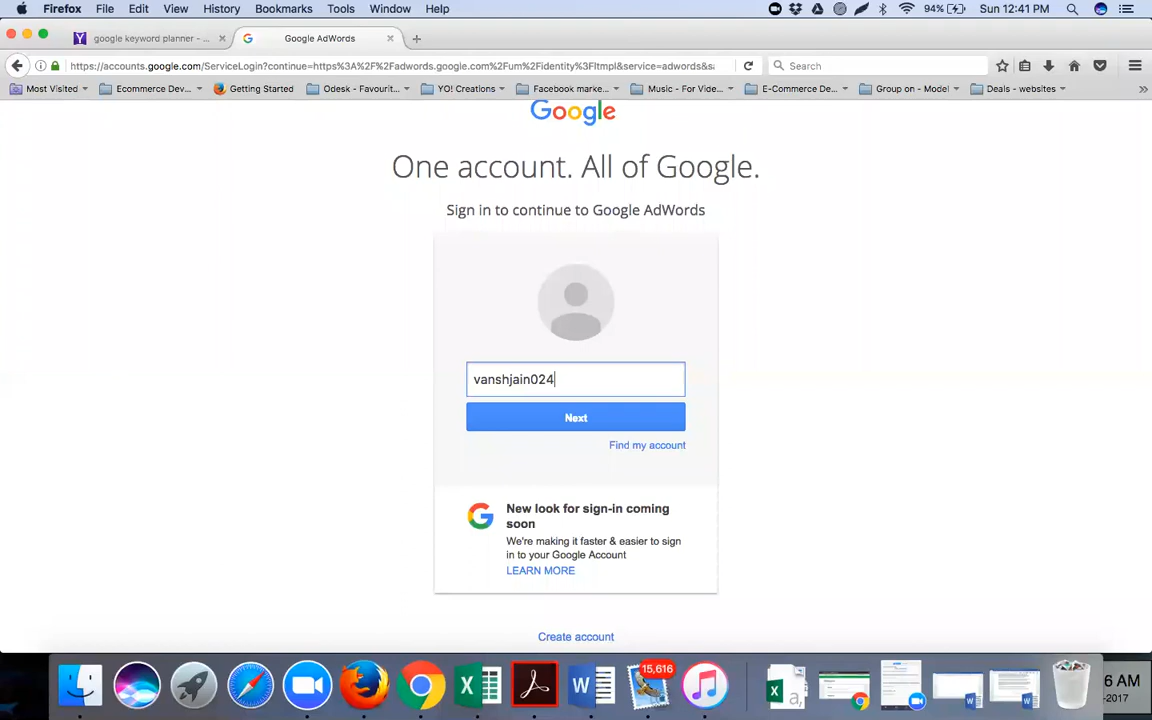 Firefox File Edit View History Bookmarks Tools Window Help 94% Sun 12:41 PM
google keyword planner - ... Google AdWords
https://accounts.google.com/ServiceLogin?continue=https%3A%2F%2Fadwords.google.com%2Fum%2Fidentity%3Fltmpl&service=adwords&s Search
Most Visited Ecommerce Dev... Getting Started Odesk - Favourit... YO! Creations Facebook marke... Music - For Vide... E-Commerce De... Group on - Model Deals - websites
Google
One account. All of Google.
Sign in to continue to Google AdWords
vanshjain024
Next
Find my account
New look for sign-in coming
soon
We're making it faster & easier to sign
in to your Google Account
LEARN MORE
Create account
15,616
6 AM
-2017